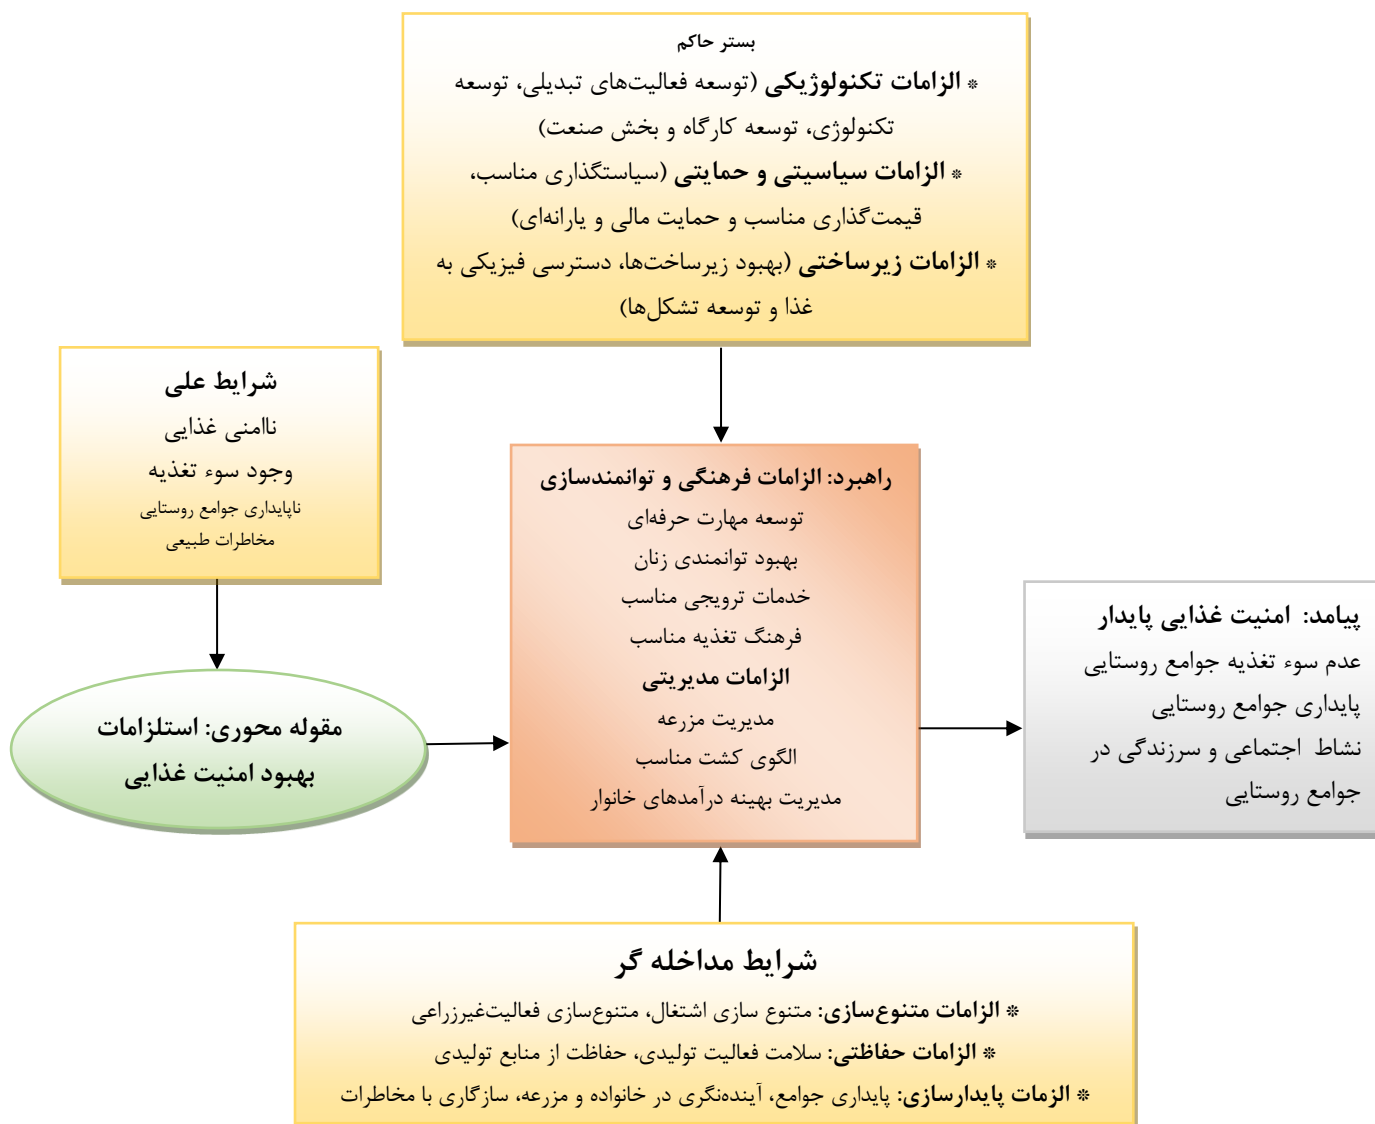 بستر حاکم
* الزامات تکنولوژیکی (توسعه فعالیت‌های تبدیلی، توسعه
تکنولوژی، توسعه کارگاه و بخش صنعت)
* الزامات سیاسیتی و حمایتی (سیاستگذاری مناسب،
قیمت‌گذاری مناسب و حمایت مالی و یارانه‌ای)
* الزامات زیرساختی (بهبود زیرساخت‌ها، دسترسی فیزیکی به
غذا و توسعه تشکل‌ها)
شرایط علی
ناامنی غذایی
وجود سوء تغذیه
ناپایداری جوامع روستایی
مخاطرات طبیعی
مقوله محوری: استلزامات
بهبود امنیت غذایی
راهبرد: الزامات فرهنگی و توانمندسازی
توسعه مهارت حرفه‌ای
بهبود توانمندی زنان
خدمات ترویجی مناسب
فرهنگ تغذیه مناسب
الزامات مدیریتی
مدیریت مزرعه
الگوی کشت مناسب
مدیریت بهینه درآمدهای خانوار
پیامد: امنیت غذایی پایدار
عدم سوء تغذیه جوامع روستایی
پایداری جوامع روستایی
نشاط اجتماعی و سرزندگی در
جوامع روستایی
شرایط مداخله گر
* الزامات متنوع‌سازی: متنوع سازی اشتغال، متنوع‌سازی فعالیت‌غیرزراعی
* الزامات حفاظتی: سلامت فعالیت تولیدی، حفاظت از منابع تولیدی
* الزمات پایدارسازی: پایداری جوامع، آینده‌نگری در خانواده و مزرعه، سازگاری با مخاطرات